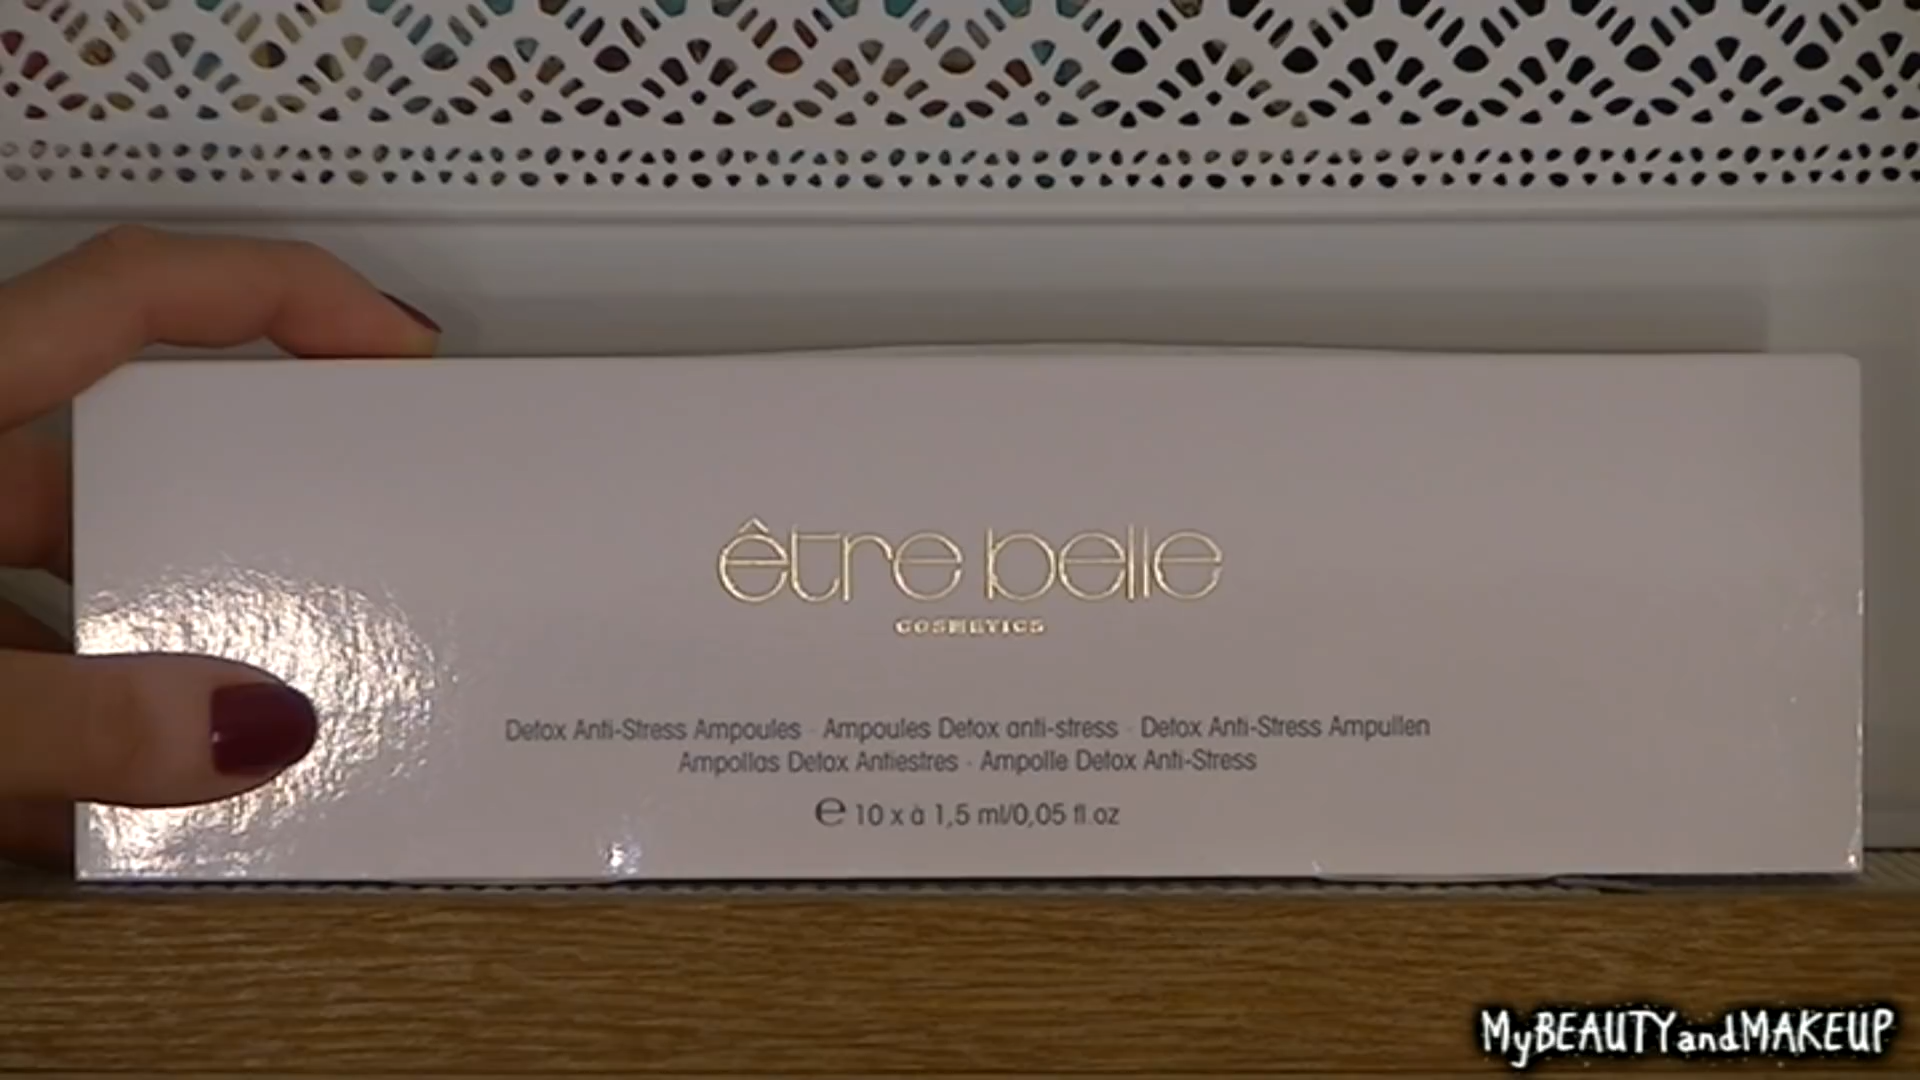 être belle
COSMETICS
Detox Anti-Stress Ampoules · Ampoules Detox anti-stress · Detox Anti-Stress Ampullen
Ampollas Detox Antiestres · Ampolle Detox Anti-Stress
℮ 10 x à 1,5 ml/0,05 fl oz
MyBEAUTYandMAKEUP